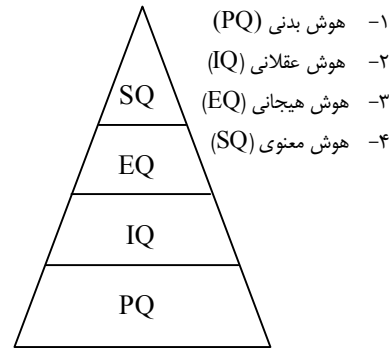 ۱- هوش بدنی (PQ)
۲- هوش عقلانی (IQ)
۳- هوش هیجانی (EQ)
۴- هوش معنوی (SQ)
SQ
EQ
IQ
PQ